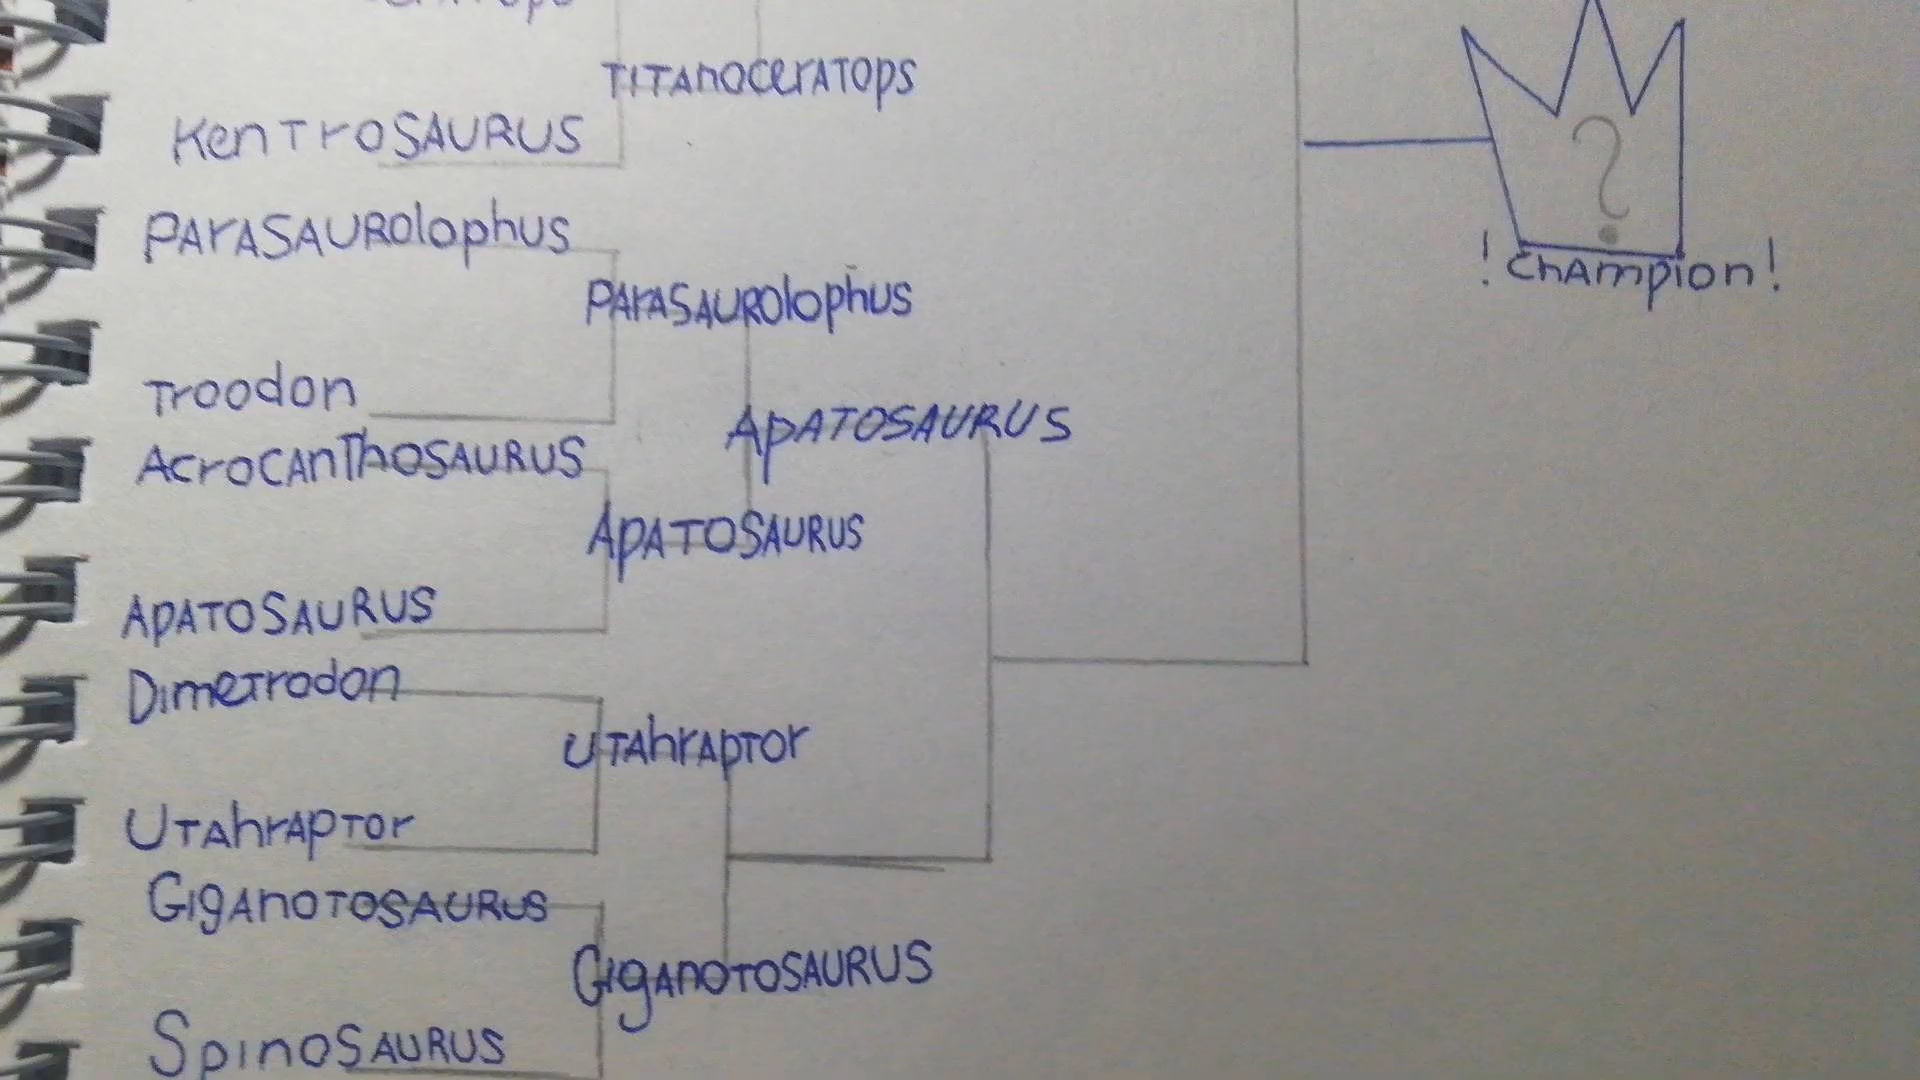 TITANOCERATOPS
KENTROSAURUS
?
PARASAUROLOPHUS
! CHAMPION !
PARASAUROLOPHUS
TROODON
APATOSAURUS
ACROCANTHOSAURUS
APATOSAURUS
APATOSAURUS
DIMETRODON
UTAHRAPTOR
UTAHRAPTOR
GIGANOTOSAURUS
GIGANOTOSAURUS
SPINOSAURUS